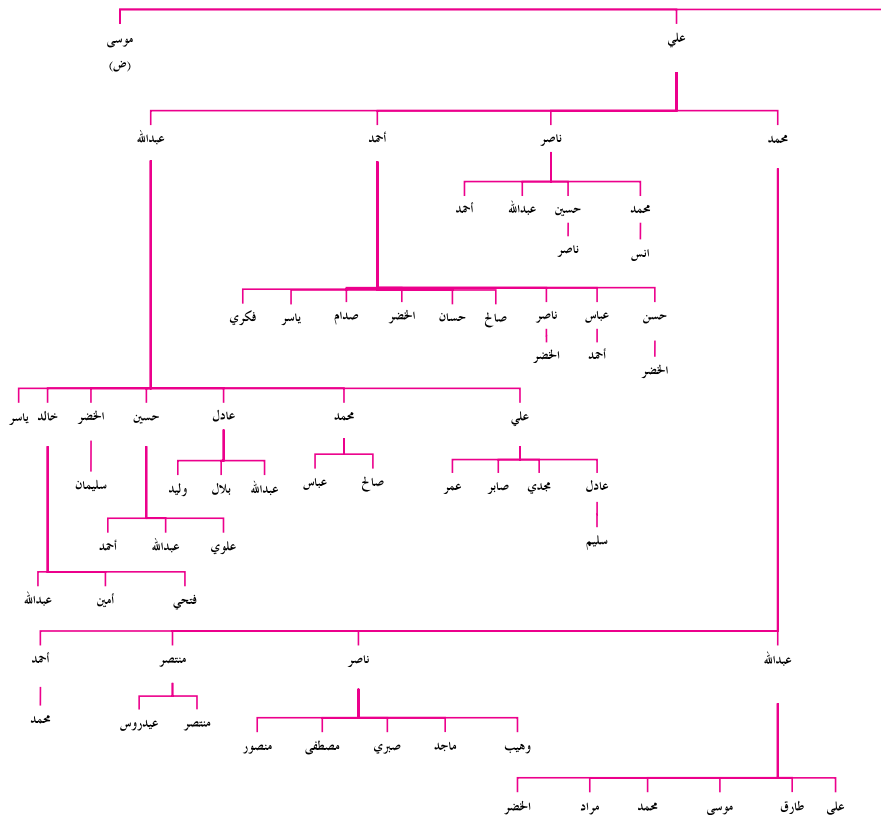 علي موسى
(ض)
محمد ناصر أحمد عبدالله
محمد حسين عبدالله أحمد
انس ناصر
حسن عباس ناصر صالح حسان الخضر صدام ياسر فكري
الخضر أحمد الخضر
علي محمد عادل حسين الخضر خالد ياسر
عادل مجدي صابر عمر صالح عباس عبدالله بلال وليد سليمان
سليم علوي عبدالله أحمد
فتحي أمين عبدالله
عبدالله ناصر منتصر أحمد
منتصر عيدروس محمد
وهيب ماجد صبري مصطفى منصور
على طارق موسى محمد مراد الخضر